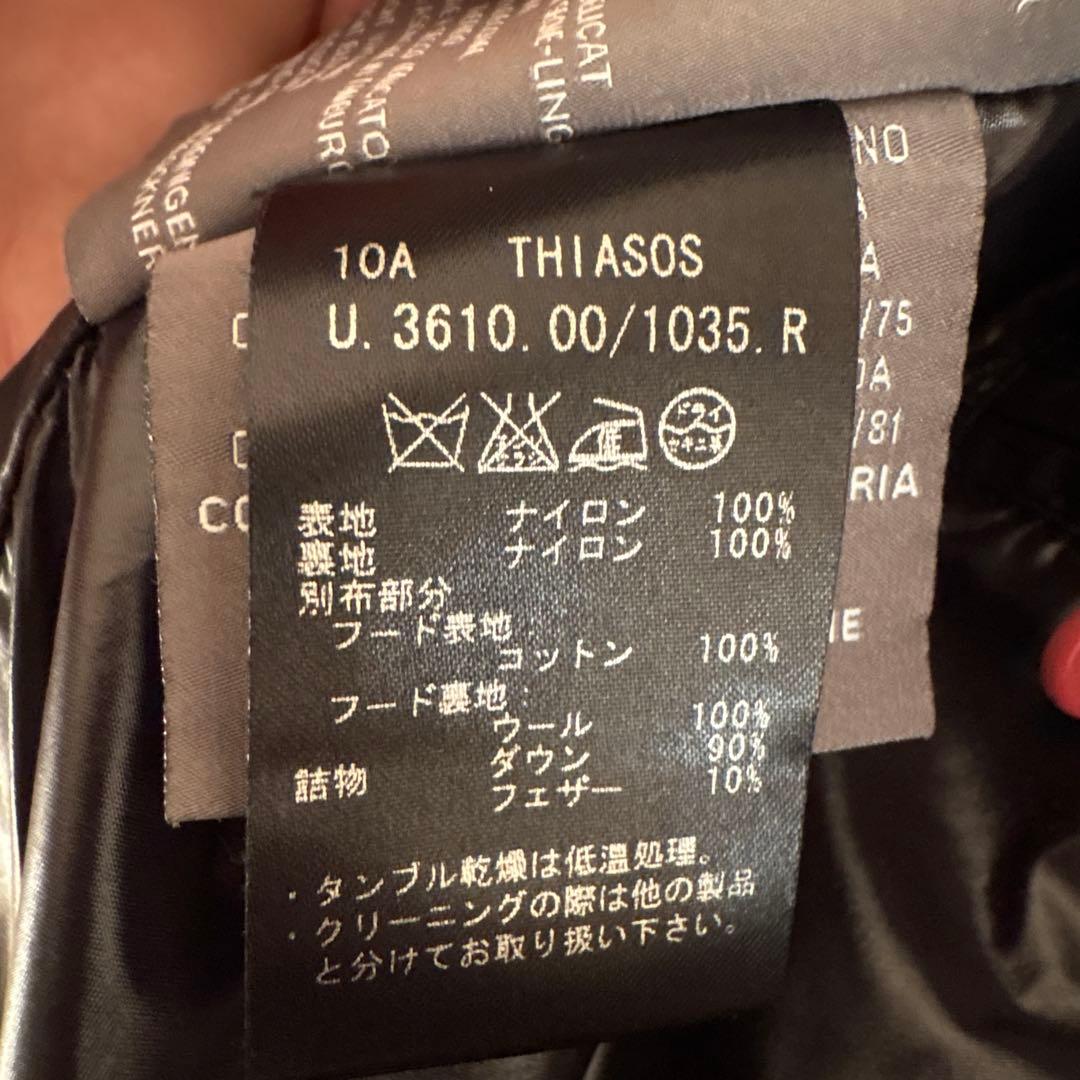 UCAT
10A THIASOS
U.3610.00/1035.R
ドライ
セキユ系
低
表地 ナイロン 100%
裏地 ナイロン 100%
別布部分
フード表地
コットン 100%
フード裏地:
ウール 100%
ダウン 90%
詰物
フェザー 10%
・タンブル乾燥は低温処理。
・クリーニングの際は他の製品
と分けてお取り扱い下さい。
NO
A
/75
/81
RIA
CO